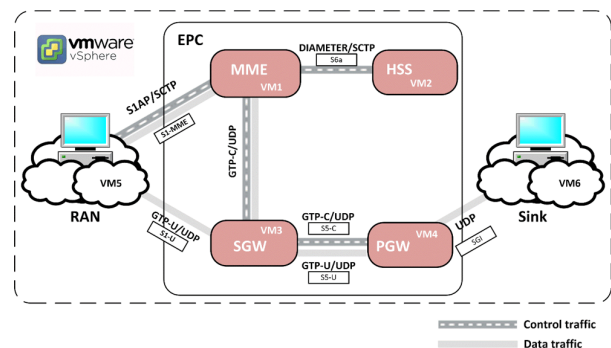 vmware
vSphere
EPC
DIAMETER/SCTP
S6a
MME
VM1
HSS
VM2
S1AP/SCTP
S1-MME
GTP-C/UDP
VM5
RAN
VM6
Sink
GTP-U/UDP
S1-U
VM3
SGW
GTP-C/UDP
S5-C
GTP-U/UDP
S5-U
VM4
PGW
UDP
SGi
Control traffic
Data traffic